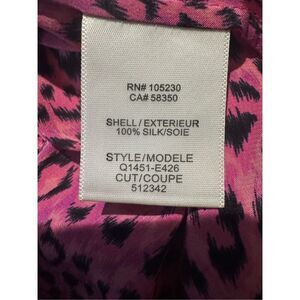 RN# 105230
CA# 58350
SHELL/EXTERIEUR
100% SILK/SOIE
STYLE/MODELE
Q1451-E426
CUT/COUPE
512342